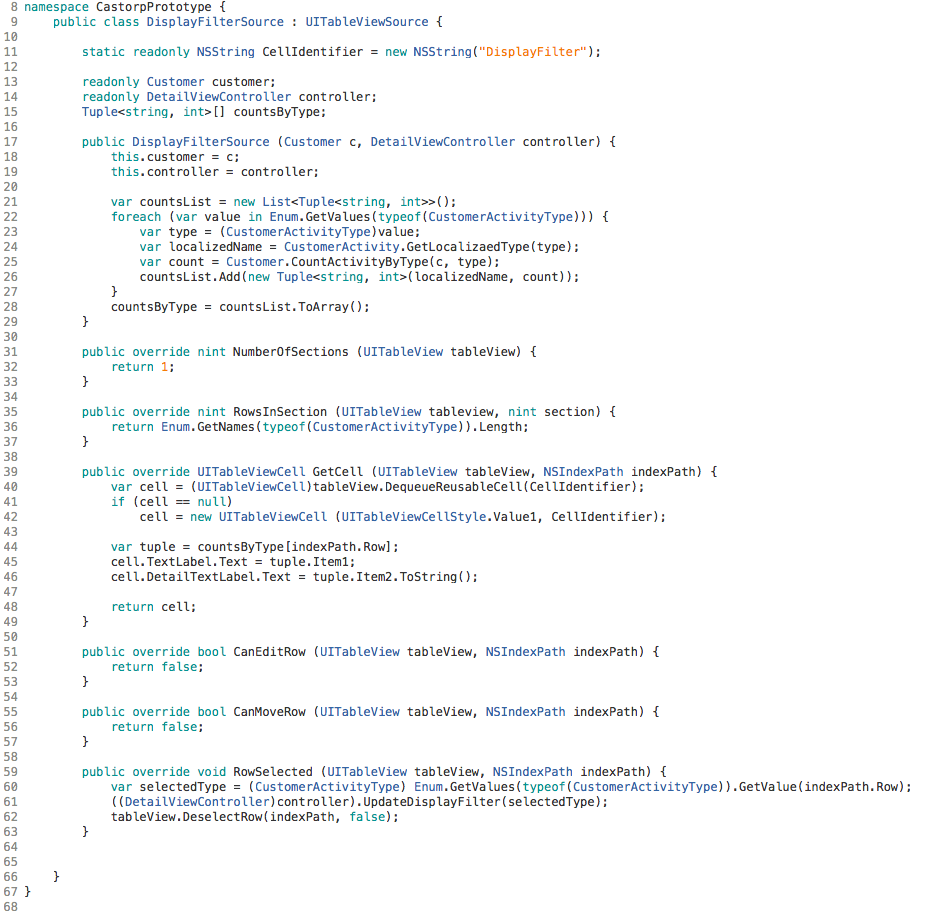 8 namespace CastorpPrototype {
9     public class DisplayFilterSource : UITableViewSource {
10
11         static readonly NSString CellIdentifier = new NSString("DisplayFilter");
12
13         readonly Customer customer;
14         readonly DetailViewController controller;
15         Tuple<string, int>[] countsByType;
16
17         public DisplayFilterSource (Customer c, DetailViewController controller) {
18             this.customer = c;
19             this.controller = controller;
20
21             var countsList = new List<Tuple<string, int>>();
22             foreach (var value in Enum.GetValues(typeof(CustomerActivityType))) {
23                 var type = (CustomerActivityType)value;
24                 var localizedName = CustomerActivity.GetLocalizaedType(type);
25                 var count = Customer.CountActivityByType(c, type);
26                 countsList.Add(new Tuple<string, int>(localizedName, count));
27             }
28             countsByType = countsList.ToArray();
29         }
30
31         public override nint NumberOfSections (UITableView tableView) {
32             return 1;
33         }
34
35         public override nint RowsInSection (UITableView tableview, nint section) {
36             return Enum.GetNames(typeof(CustomerActivityType)).Length;
37         }
38
39         public override UITableViewCell GetCell (UITableView tableView, NSIndexPath indexPath) {
40             var cell = (UITableViewCell)tableView.DequeueReusableCell(CellIdentifier);
41             if (cell == null)
42                 cell = new UITableViewCell (UITableViewCellStyle.Value1, CellIdentifier);
43
44             var tuple = countsByType[indexPath.Row];
45             cell.TextLabel.Text = tuple.Item1;
46             cell.DetailTextLabel.Text = tuple.Item2.ToString();
47
48             return cell;
49         }
50
51         public override bool CanEditRow (UITableView tableView, NSIndexPath indexPath) {
52             return false;
53         }
54
55         public override bool CanMoveRow (UITableView tableView, NSIndexPath indexPath) {
56             return false;
57         }
58
59         public override void RowSelected (UITableView tableView, NSIndexPath indexPath) {
60             var selectedType = (CustomerActivityType) Enum.GetValues(typeof(CustomerActivityType)).GetValue(indexPath.Row);
61             ((DetailViewController)controller).UpdateDisplayFilter(selectedType);
62             tableView.DeselectRow(indexPath, false);
63         }
64
65
66     }
67 }
68